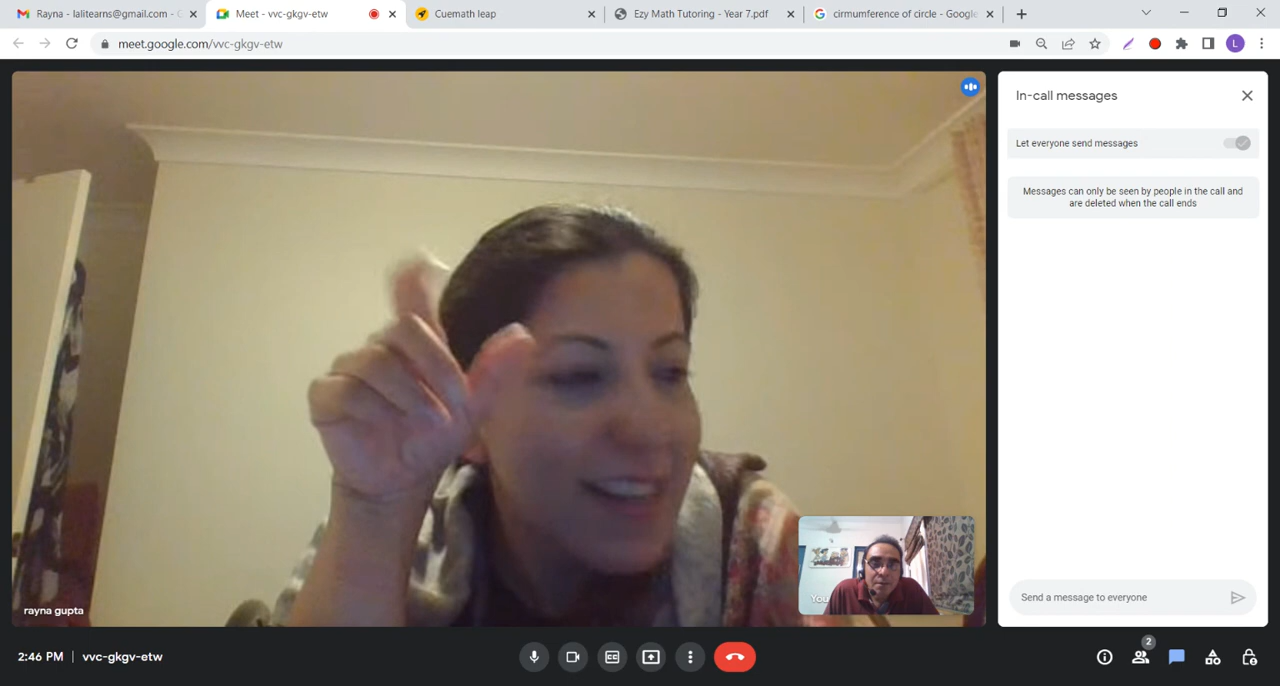 Rayna - lalitearns@gmail.com - G
Meet - vvc-gkgv-etw
Cuemath leap
Ezy Math Tutoring - Year 7.pdf
cirmumference of circle - Google
meet.google.com/vvc-gkgv-etw
L
In-call messages
Let everyone send messages
Messages can only be seen by people in the call and
are deleted when the call ends
You
rayna gupta
Send a message to everyone
2:46 PM | vvc-gkgv-etw
2